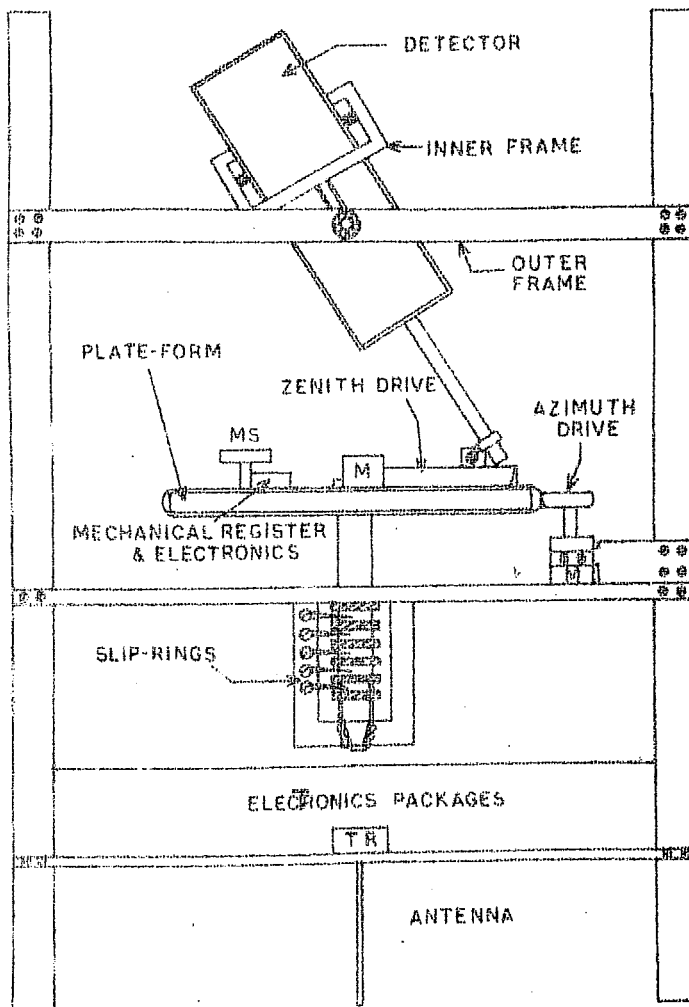 DETECTOR
INNER FRAME
OUTER
FRAME
PLATE-FORM
ZENITH DRIVE
AZIMUTH
DRIVE
MS
M
MECHANICAL REGISTER
& ELECTRONICS
M
SLIP-RINGS
ELECTRONICS PACKAGES
TR
ANTENNA